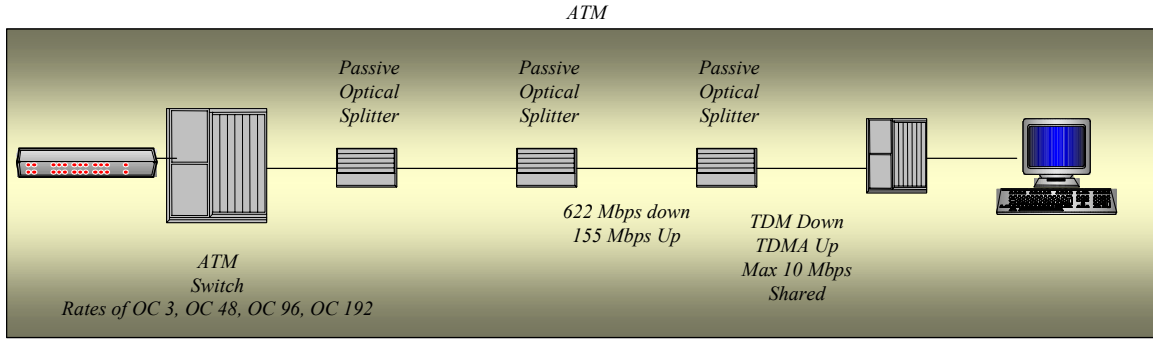 ATM
Passive
Optical
Splitter
Passive
Optical
Splitter
Passive
Optical
Splitter
622 Mbps down
155 Mbps Up
TDM Down
TDMA Up
Max 10 Mbps
Shared
ATM
Switch
Rates of OC 3, OC 48, OC 96, OC 192